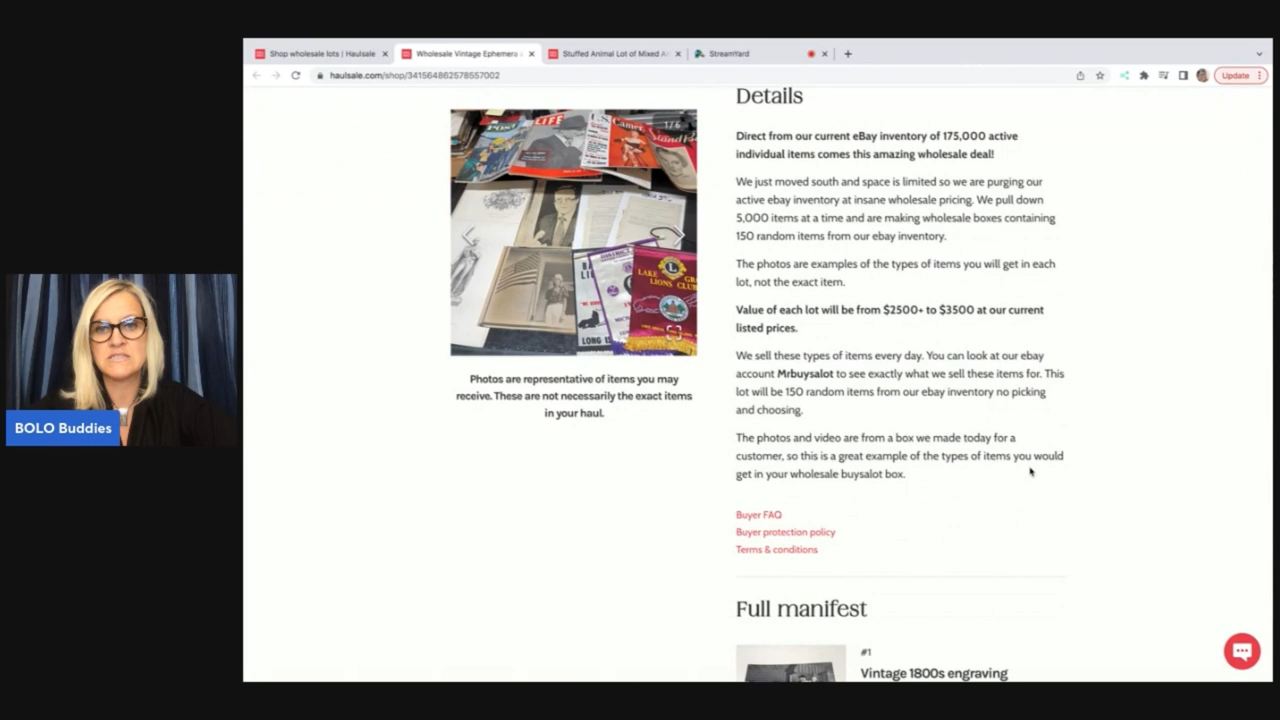 Shop wholesale lots | Haulsale
Wholesale Vintage Ephemera
Stuffed Animal Lot of Mixed
StreamYard
haulsale.com/shop/341564862578557002
Update
Details
Direct from our current eBay inventory of 175,000 active
individual items comes this amazing wholesale deal!
We just moved south and space is limited so we are purging our
active ebay inventory at insane wholesale pricing. We pull down
5,000 items at a time and are making wholesale boxes containing
150 random items from our ebay inventory.
The photos are examples of the types of items you will get in each
lot, not the exact item.
Value of each lot will be from $2500+ to $3500 at our current
listed prices.
We sell these types of items every day. You can look at our ebay
account Mrbuysalot to see exactly what we sell these items for. This
lot will be 150 random items from our ebay inventory no picking
and choosing.
The photos and video are from a box we made today for a
customer, so this is a great example of the types of items you would
get in your wholesale buysalot box.
Buyer FAQ
Buyer protection policy
Terms & conditions
Full manifest
#1
Vintage 1800s engraving
POST
LIFE
1/6
LAKE
LIONS CLUB
LONG
Photos are representative of items you may
receive. These are not necessarily the exact items
in your haul.
BOLO Buddies